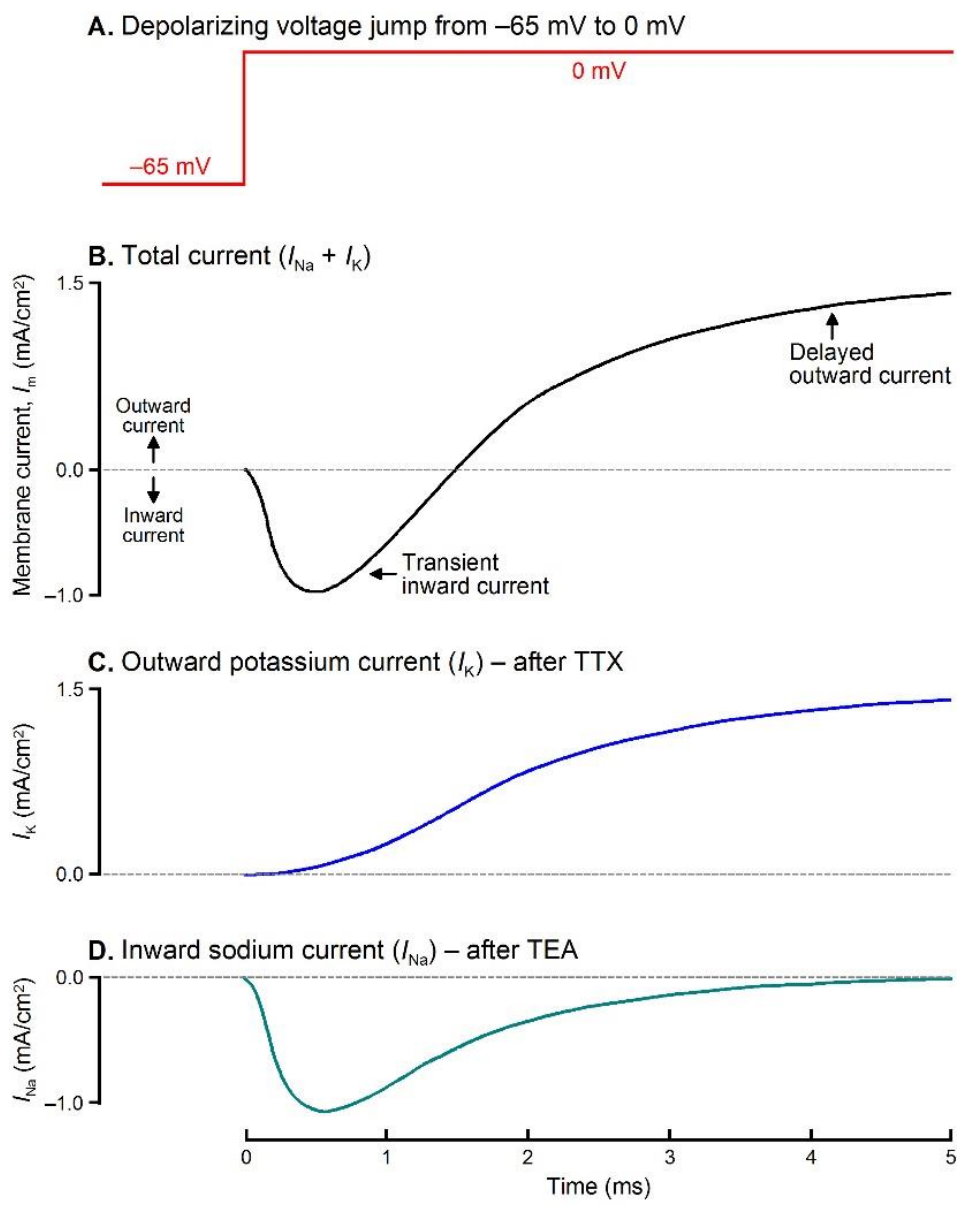 A. Depolarizing voltage jump from –65 mV to 0 mV
0 mV
–65 mV
B. Total current (INa + IK)
Membrane current, Im (mA/cm²)
1.5
0.0
–1.0
Outward
current
Inward
current
Delayed
outward current
Transient
inward current
C. Outward potassium current (IK) – after TTX
IK (mA/cm²)
1.5
0.0
D. Inward sodium current (INa) – after TEA
INa (mA/cm²)
0.0
–1.0
0 1 2 3 4 5
Time (ms)